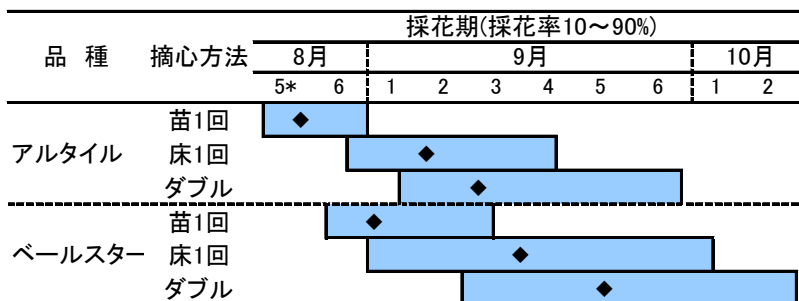 採花期(採花率10～90%)
品 種 摘心方法 8月 9月 10月
5* 6 1 2 3 4 5 6 1 2
苗1回
アルタイル 床1回
ダブル
苗1回
ベールスター 床1回
ダブル